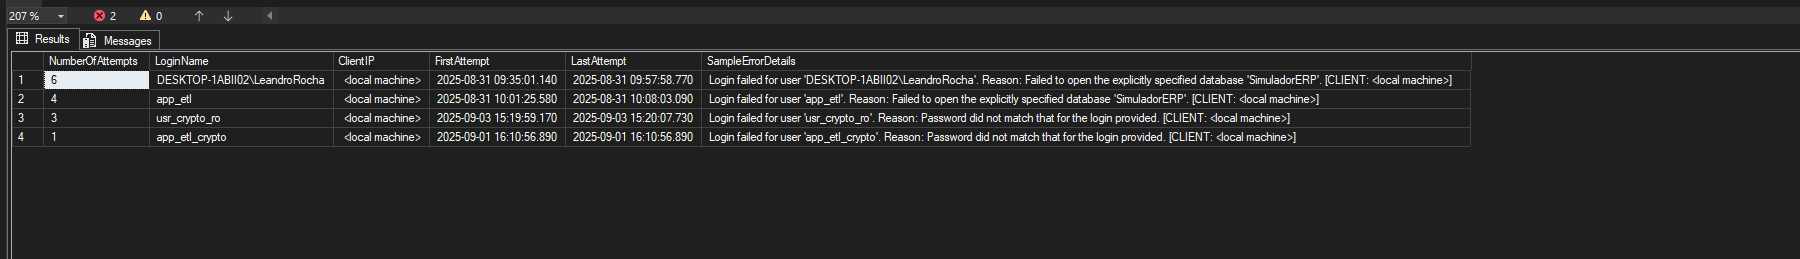 207 % 2 0
Results Messages
NumberOfAttempts LoginName ClientIP FirstAttempt LastAttempt SampleErrorDetails
1 6 DESKTOP-1ABII02\LeandroRocha <local machine> 2025-08-31 09:35:01.140 2025-08-31 09:57:58.770 Login failed for user 'DESKTOP-1ABII02\LeandroRocha'. Reason: Failed to open the explicitly specified database 'SimuladorERP'. [CLIENT: <local machine>]
2 4 app_etl <local machine> 2025-08-31 10:01:25.580 2025-08-31 10:08:03.090 Login failed for user 'app_etl'. Reason: Failed to open the explicitly specified database 'SimuladorERP'. [CLIENT: <local machine>]
3 3 usr_crypto_ro <local machine> 2025-09-03 15:19:59.170 2025-09-03 15:20:07.730 Login failed for user 'usr_crypto_ro'. Reason: Password did not match that for the login provided. [CLIENT: <local machine>]
4 1 app_etl_crypto <local machine> 2025-09-01 16:10:56.890 2025-09-01 16:10:56.890 Login failed for user 'app_etl_crypto'. Reason: Password did not match that for the login provided. [CLIENT: <local machine>]